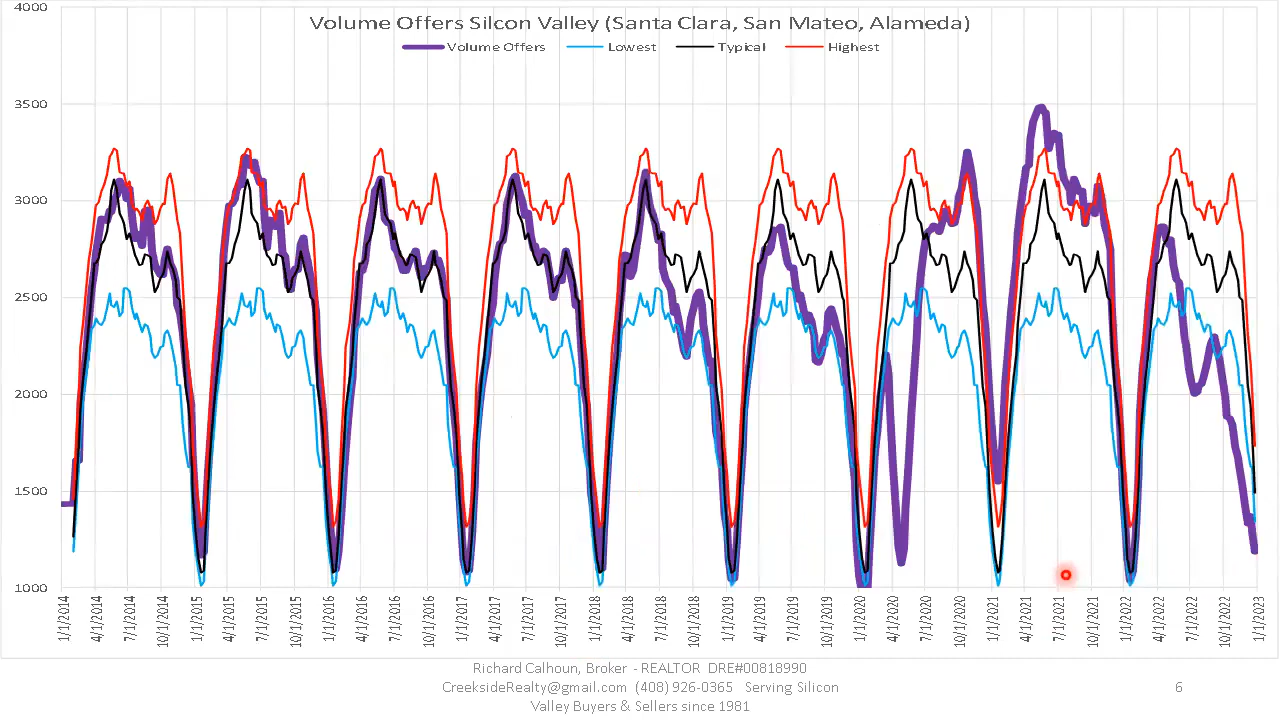 Volume Offers Silcon Valley (Santa Clara, San Mateo, Alameda)
Volume Offers Lowest Typical Highest
4000
3500
3000
2500
2000
1500
1000
1/1/2014 4/1/2014 7/1/2014 10/1/2014 1/1/2015 4/1/2015 7/1/2015 10/1/2015 1/1/2016 4/1/2016 7/1/2016 10/1/2016 1/1/2017 4/1/2017 7/1/2017 10/1/2017 1/1/2018 4/1/2018 7/1/2018 10/1/2018 1/1/2019 4/1/2019 7/1/2019 10/1/2019 1/1/2020 4/1/2020 7/1/2020 10/1/2020 1/1/2021 4/1/2021 7/1/2021 10/1/2021 1/1/2022 4/1/2022 7/1/2022 10/1/2022 1/1/2023
Richard Calhoun, Broker - REALTOR DRE#00818990
CreeksideRealty@gmail.com (408) 926-0365 Serving Silicon
Valley Buyers & Sellers since 1981
6